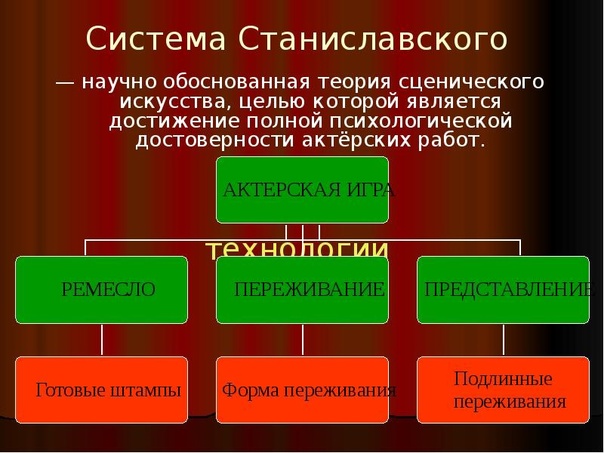 Система Станиславского
— научно обоснованная теория сценического
искусства, целью которой является
достижение полной психологической
достоверности актёрских работ.
АКТЕРСКАЯ ИГРА
технологии
РЕМЕСЛО
ПЕРЕЖИВАНИЕ
ПРЕДСТАВЛЕНИЕ
Готовые штампы
Форма переживания
Подлинные
переживания